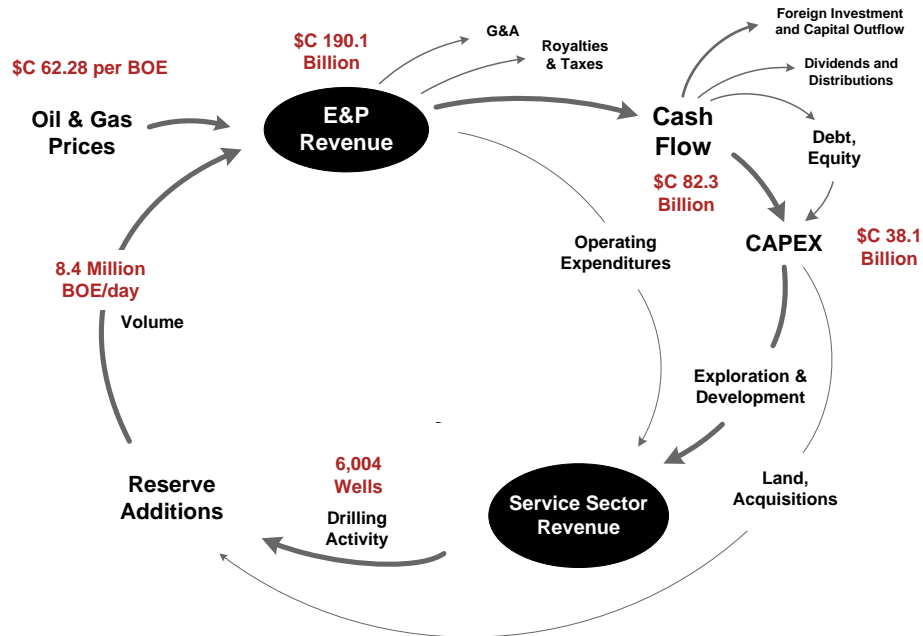 Foreign Investment
and Capital Outflow
G&A
$C 190.1
Billion
Royalties
& Taxes
$C 62.28 per BOE
Dividends and
Distributions
E&P
Revenue
Oil & Gas
Prices
Cash
Flow
Debt,
Equity
$C 82.3
Billion
CAPEX
$C 38.1
Billion
Operating
Expenditures
8.4 Million
BOE/day
Volume
Exploration &
Development
6,004
Wells
Reserve
Additions
Drilling
Activity
Service Sector
Revenue
Land,
Acquisitions